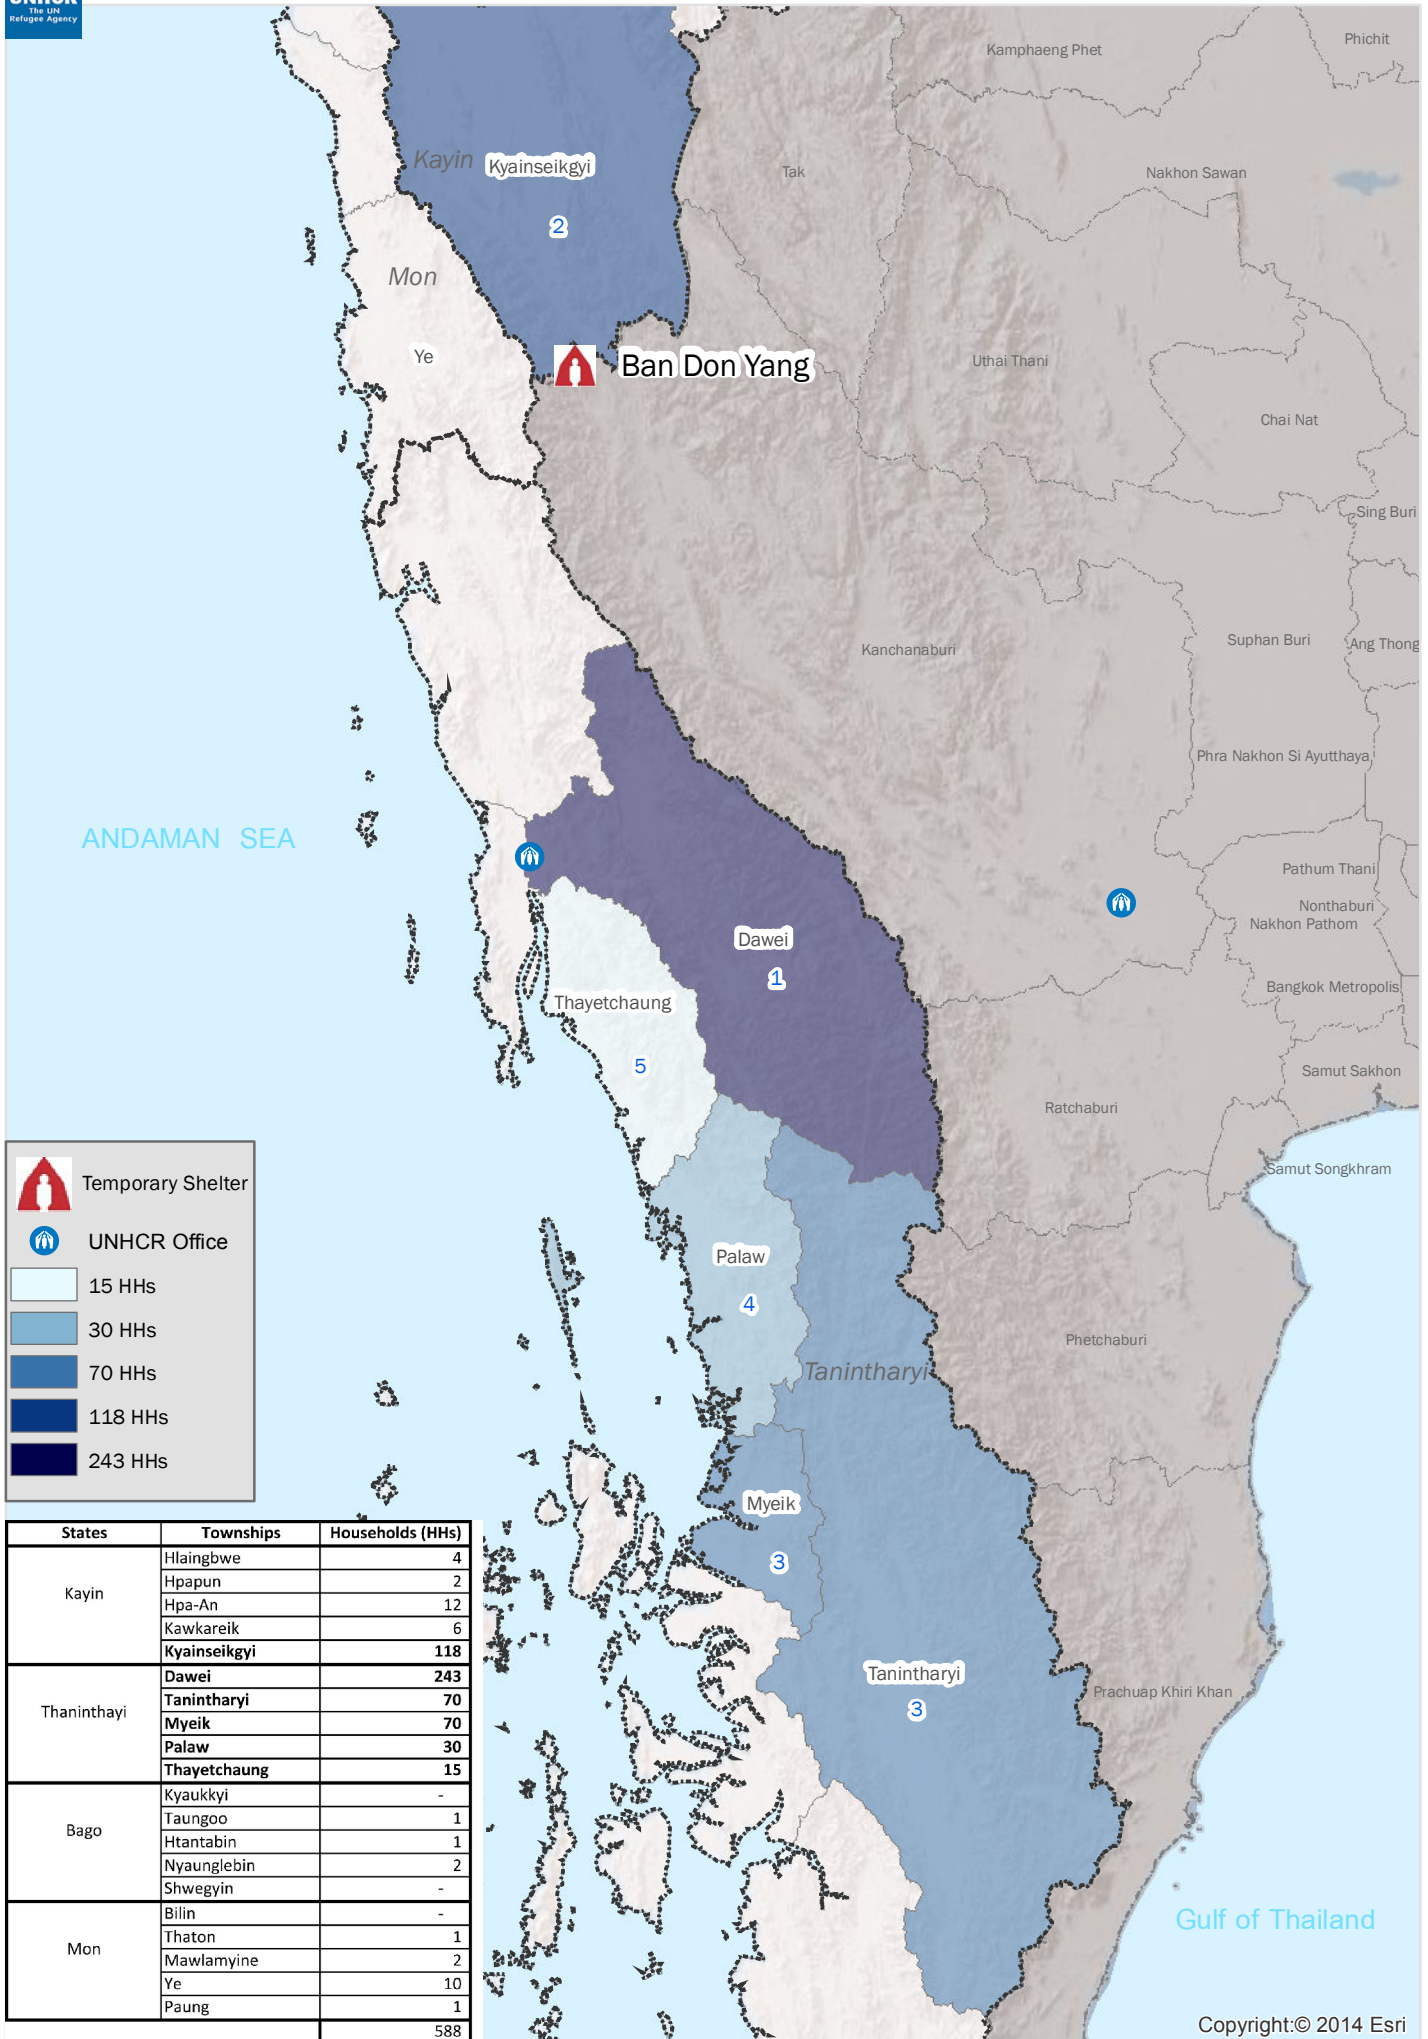 UNHCR
The UN
Refugee Agency
Kamphaeng Phet
Phichit
Kayin
Kyainseikgyi
2
Tak
Nakhon Sawan
Mon
Ye
Ban Don Yang
Uthai Thani
Chai Nat
Sing Buri
Kanchanaburi
Suphan Buri
Ang Thong
Phra Nakhon Si Ayutthaya
ANDAMAN SEA
Pathum Thani
Nonthaburi
Nakhon Pathom
Dawei
1
Bangkok Metropolis
Thayetchaung
5
Samut Sakhon
Ratchaburi
Samut Songkhram
Palaw
4
Phetchaburi
Tanintharyi
Myeik
3
Tanintharyi
3
Prachuap Khiri Khan
Gulf of Thailand
Temporary Shelter
UNHCR Office
15 HHs
30 HHs
70 HHs
118 HHs
243 HHs
States Townships Households (HHs)
Kayin
Hlaingbwe 4
Hpapun 2
Hpa-An 12
Kawkareik 6
Kyainseikgyi 118
Thaninthayi
Dawei 243
Tanintharyi 70
Myeik 70
Palaw 30
Thayetchaung 15
Bago
Kyaukkyi -
Taungoo 1
Htantabin 1
Nyaunglebin 2
Shwegyin -
Mon
Bilin -
Thaton 1
Mawlamyine 2
Ye 10
Paung 1
588
Copyright:© 2014 Esri